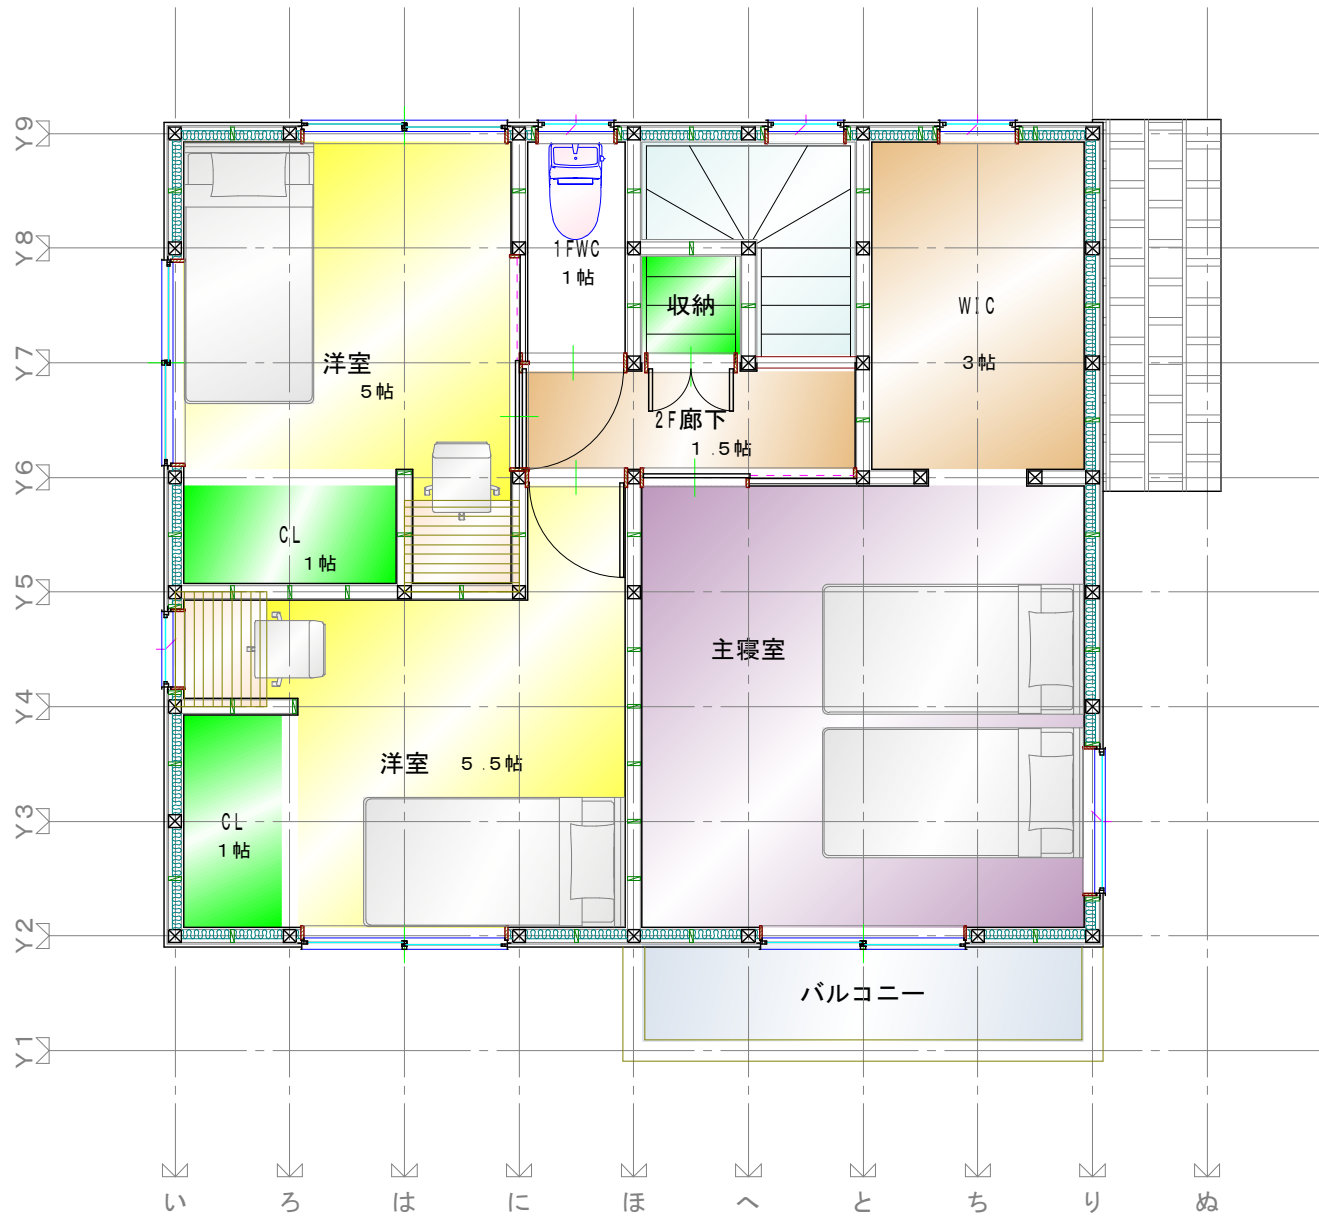 Y9
Y8
1FWC
1帖
収納
WIC
Y7
洋室
3帖
5帖
2F廊下
1.5帖
Y6
CL
1帖
Y5
主寝室
Y4
洋室 5.5帖
Y3
CL
1帖
Y2
バルコニー
Y1
い ろ は に ほ へ と ち り ぬ